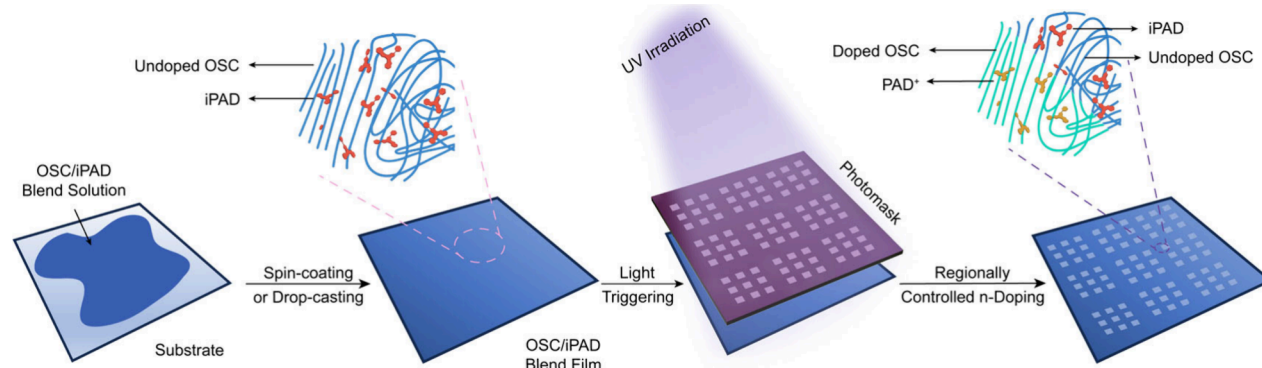 Undoped OSC
iPAD
OSC/iPAD
Blend Solution
Substrate
Spin-coating
or Drop-casting
OSC/iPAD
Blend Film
UV Irradiation
Photomask
Light
Triggering
Regionally
Controlled n-Doping
Doped OSC
PAD⁺
iPAD
Undoped OSC